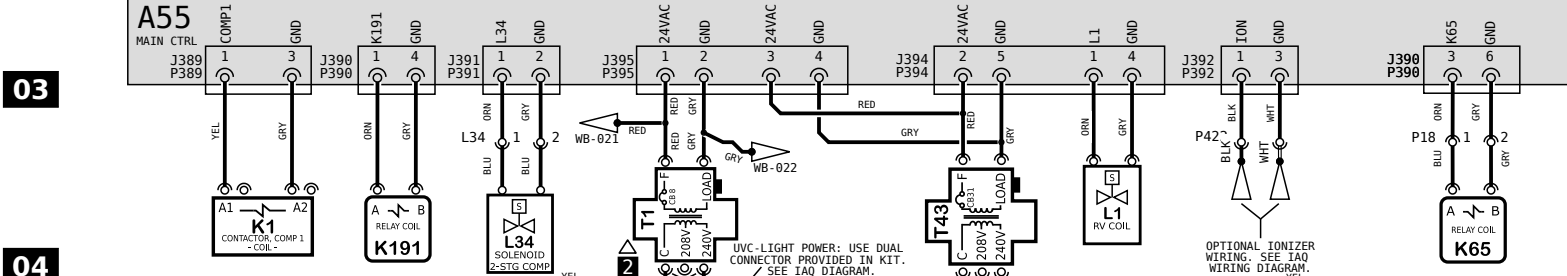 A55
MAIN CTRL
COMP1 GND K191 GND L34 GND 24VAC GND 24VAC GND 24VAC GND L1 GND ION GND K65 GND
J389 1 3 J390 1 4 J391 1 2 J395 1 2 3 4 J394 2 5 1 4 J392 1 3 J390 3 6
P389 P390 P391 P395 P394 P392 P390
03
YEL GRY ORN GRY ORN GRY RED GRY RED RED GRY ORN GRY BLK WHT ORN GRY
RED GRY
L34 1 2 WB-021 RED RED GRY GRY WB-022 P42 P18 1 2
BLU BLU BLK WHT BLU GRY
A1 A2
K1
CONTACTOR, COMP 1
- COIL -
A B
RELAY COIL
K191
S
L34
SOLENOID
2-STG COMP
F LOAD
CB8
T1
C 208V 240V
2
UVC-LIGHT POWER: USE DUAL
CONNECTOR PROVIDED IN KIT.
SEE IAQ DIAGRAM.
F LOAD
CB31
T43
C 208V 240V
S
L1
RV COIL
OPTIONAL IONIZER
WIRING. SEE IAQ
WIRING DIAGRAM.
A B
RELAY COIL
K65
04
YEL
YEL